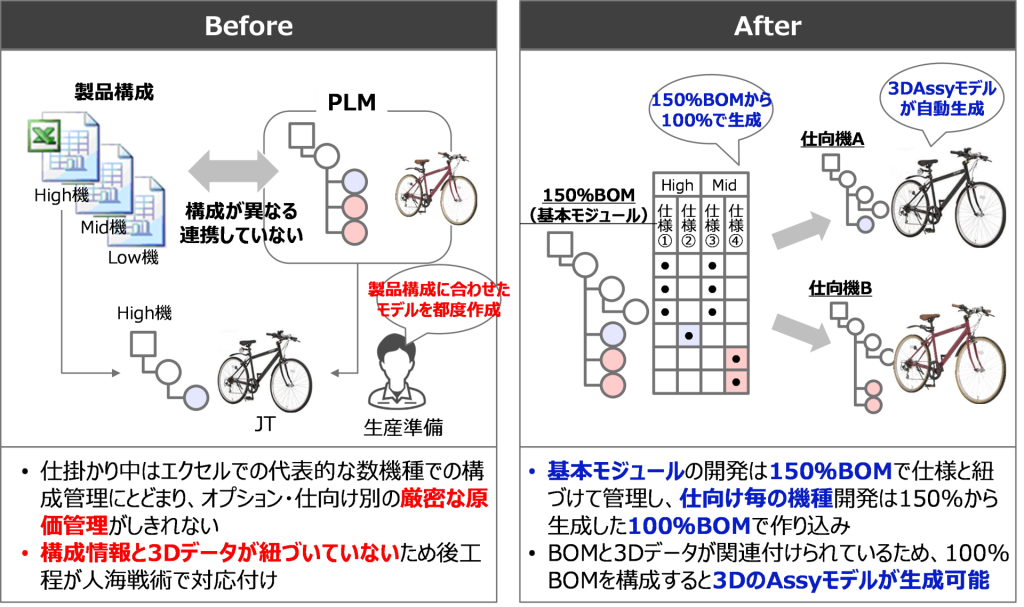 Before
製品構成
PLM
High機
Mid機
Low機
構成が異なる
連携していない
製品構成に合わせた
モデルを都度作成
High機
JT
生産準備
• 仕掛かり中はエクセルでの代表的な数機種での構
成管理にとどまり、オプション・仕向け別の厳密な原
価管理がしきれない
• 構成情報と3Dデータが紐づいていないため後工
程が人海戦術で対応付け
After
150%BOMから
100%で生成
3DAssyモデル
が自動生成
仕向機A
150%BOM
（基本モジュール）
High Mid
仕様① 仕様② 仕様③ 仕様④
仕向機B
• 基本モジュールの開発は150%BOMで仕様と紐
づけて管理し、仕向け毎の機種開発は150%から
生成した100%BOMで作り込み
• BOMと3Dデータが関連付けられているため、100%
BOMを構成すると3DのAssyモデルが生成可能